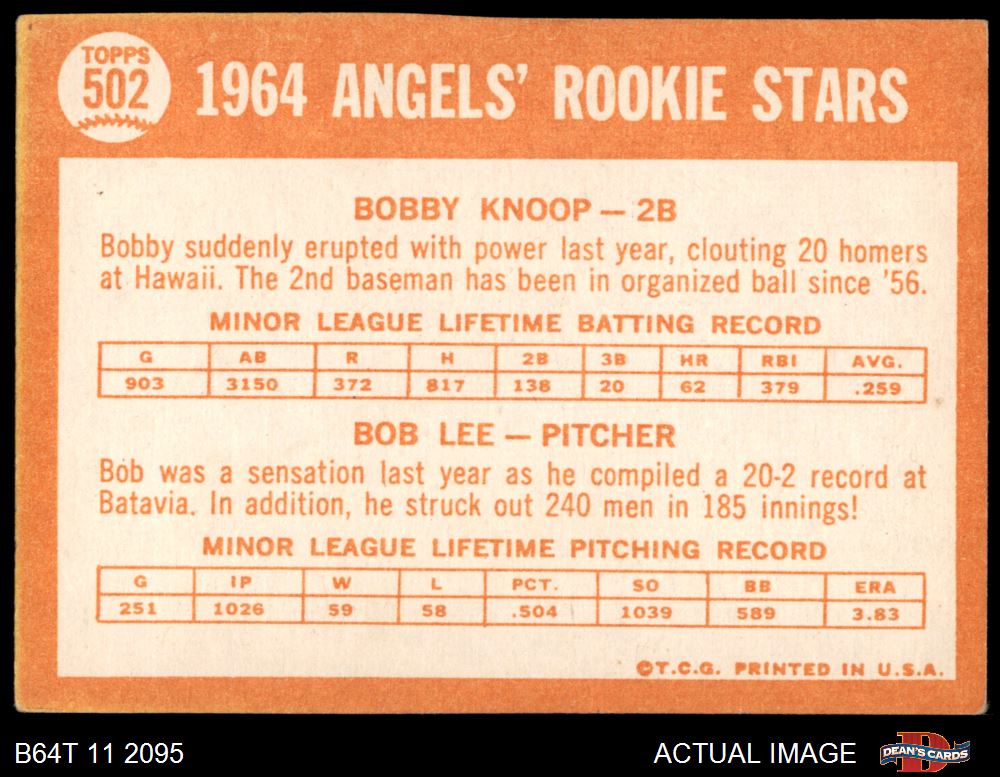 TOPPS
502
1964 ANGELS' ROOKIE STARS
BOBBY KNOOP — 2B
Bobby suddenly erupted with power last year, clouting 20 homers
at Hawaii. The 2nd baseman has been in organized ball since '56.
MINOR LEAGUE LIFETIME BATTING RECORD
G AB R H 2B 3B HR RBI AVG.
903 3150 372 817 138 20 62 379 .259
BOB LEE — PITCHER
Bob was a sensation last year as he compiled a 20-2 record at
Batavia. In addition, he struck out 240 men in 185 innings!
MINOR LEAGUE LIFETIME PITCHING RECORD
G IP W L PCT. SO BB ERA
251 1026 59 58 .504 1039 589 3.83
©T.C.G. PRINTED IN U.S.A.
B64T 11 2095
ACTUAL IMAGE
D
DEAN'S CARDS